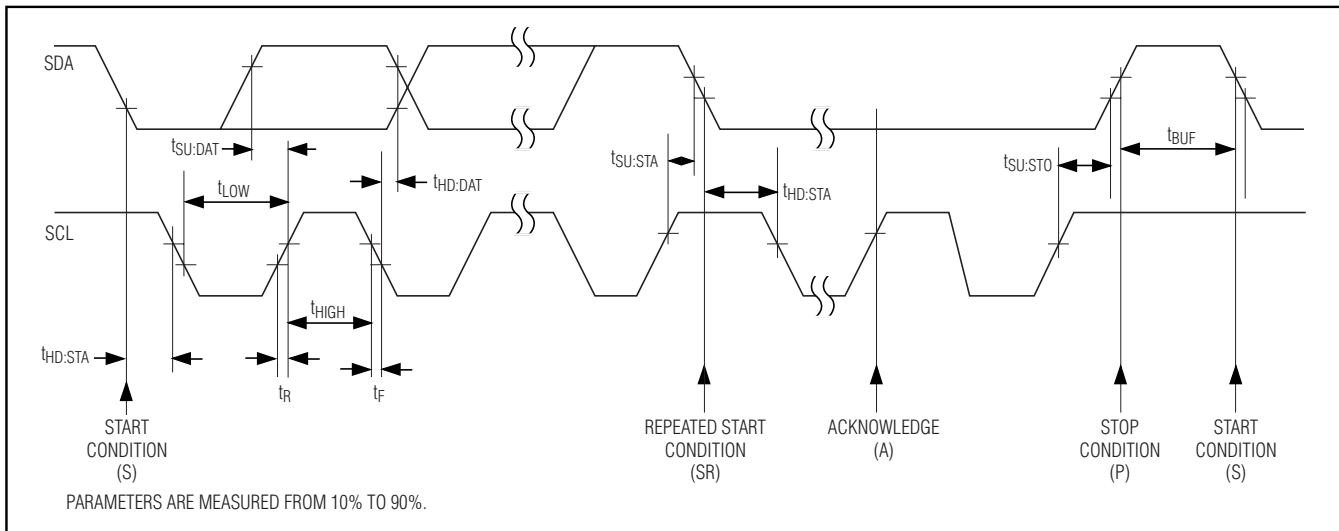 SDA
tSU:DAT
tLOW
tHD:DAT
tSU:STA
tHD:STA
tSU:STO
tBUF
SCL
tHIGH
tHD:STA
tR
tF
START
CONDITION
(S)
REPEATED START
CONDITION
(SR)
ACKNOWLEDGE
(A)
STOP
CONDITION
(P)
START
CONDITION
(S)
PARAMETERS ARE MEASURED FROM 10% TO 90%.